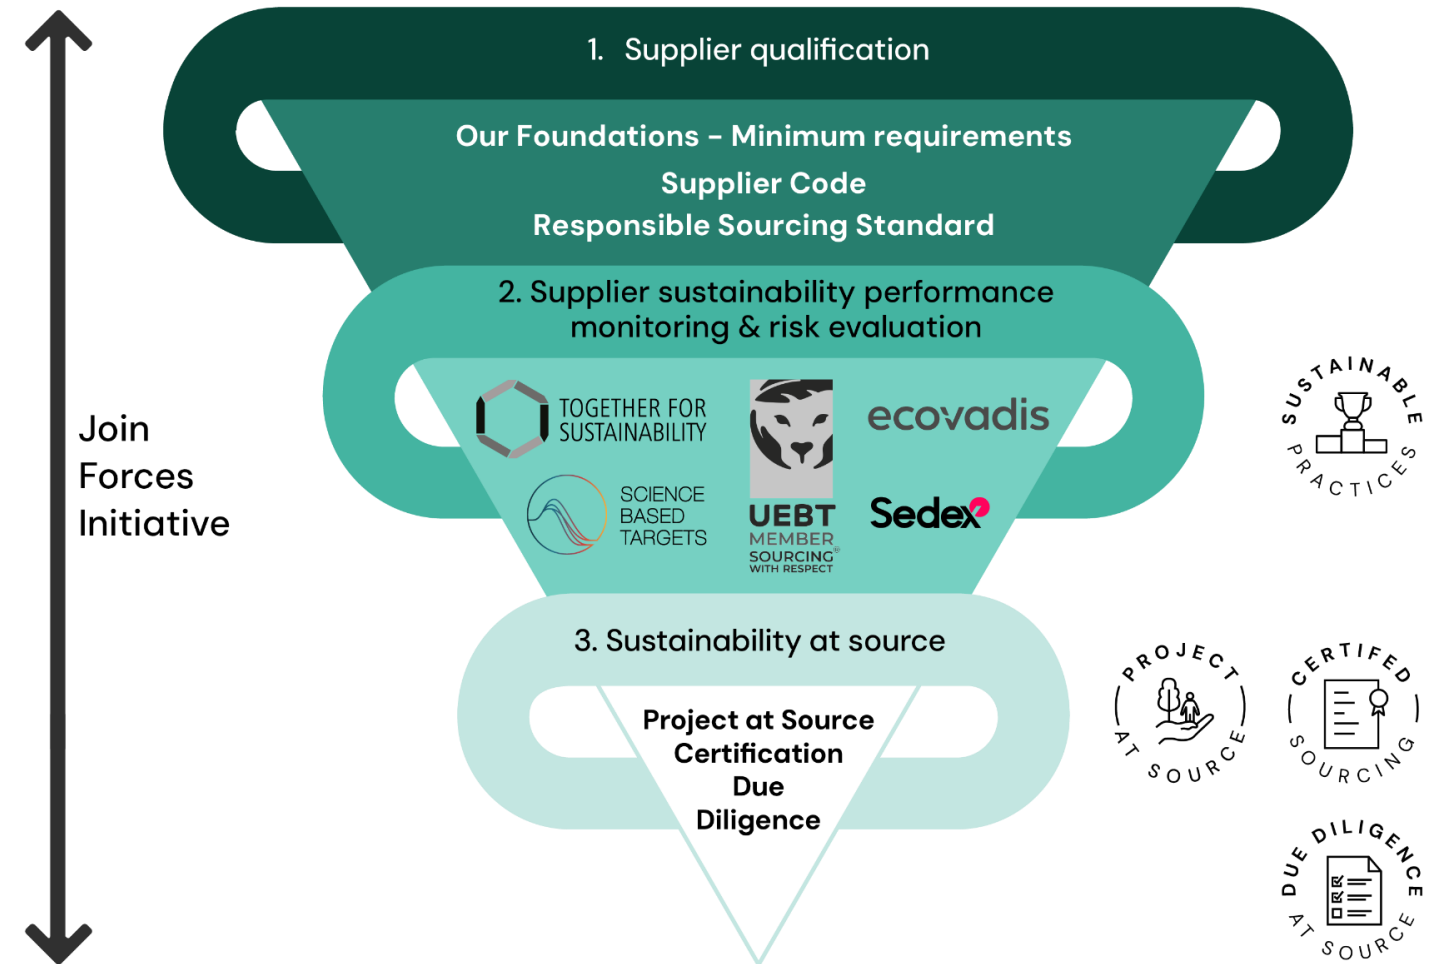 1. Supplier qualification
Our Foundations – Minimum requirements
Supplier Code
Responsible Sourcing Standard
2. Supplier sustainability performance
monitoring & risk evaluation
TOGETHER FOR
SUSTAINABILITY
SCIENCE
BASED
TARGETS
UEBT
MEMBER
SOURCING®
WITH RESPECT
ecovadis
Sedex
SUSTAINABLE
PRACTICES
Join
Forces
Initiative
3. Sustainability at source
Project at Source
Certification
Due
Diligence
PROJECT
AT SOURCE
CERTIFED
SOURCING
DUE DILIGENCE
AT SOURCE